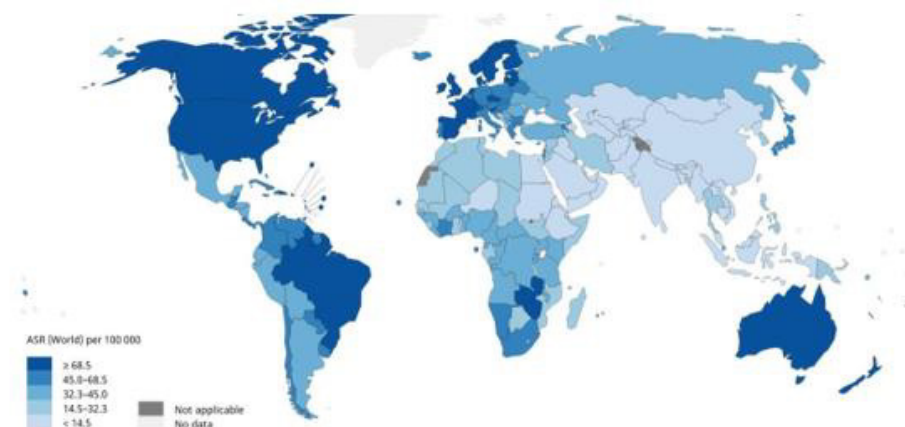 ASR (World) per 100 000
≥ 68.5
45.0–68.5
32.3–45.0
14.5–32.3
< 14.5
Not applicable
No data